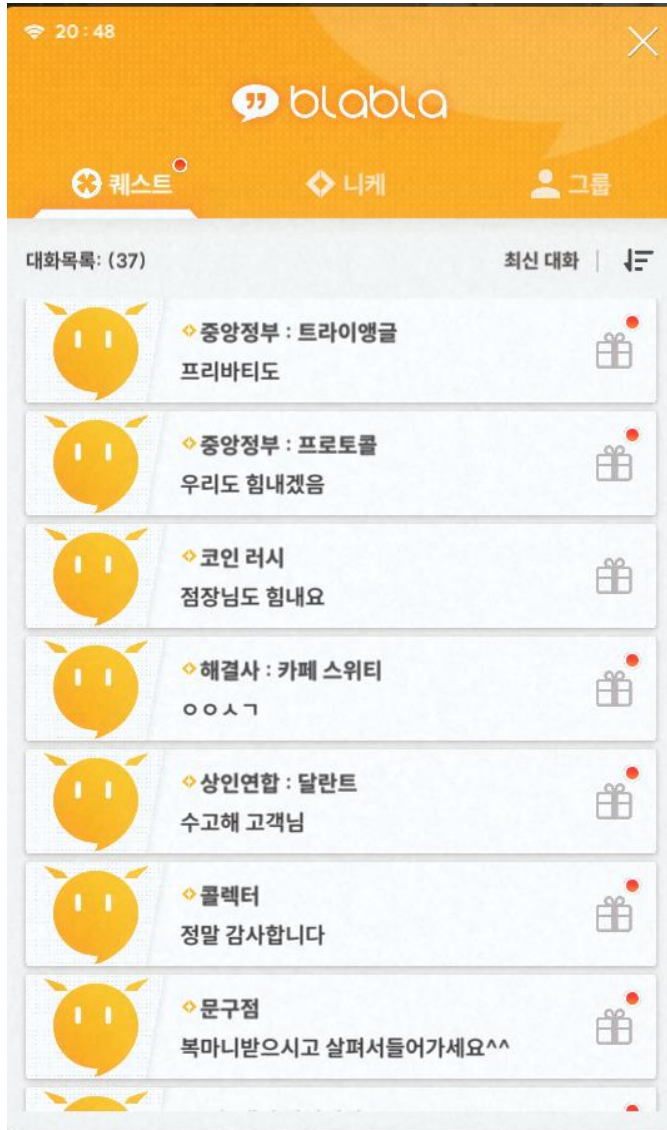 20:48
blabla
퀘스트 니케 그룹
대화목록: (37) 최신 대화
중앙정부 : 트라이앵글
프리바티도
중앙정부 : 프로토콜
우리도 힘내겠음
코인 러시
점장님도 힘내요
해결사 : 카페 스위티
ㅇㅇㅅㄱ
상인연합 : 달란트
수고해 고객님
콜렉터
정말 감사합니다
문구점
복마니받으시고 살펴서들어가세요^^